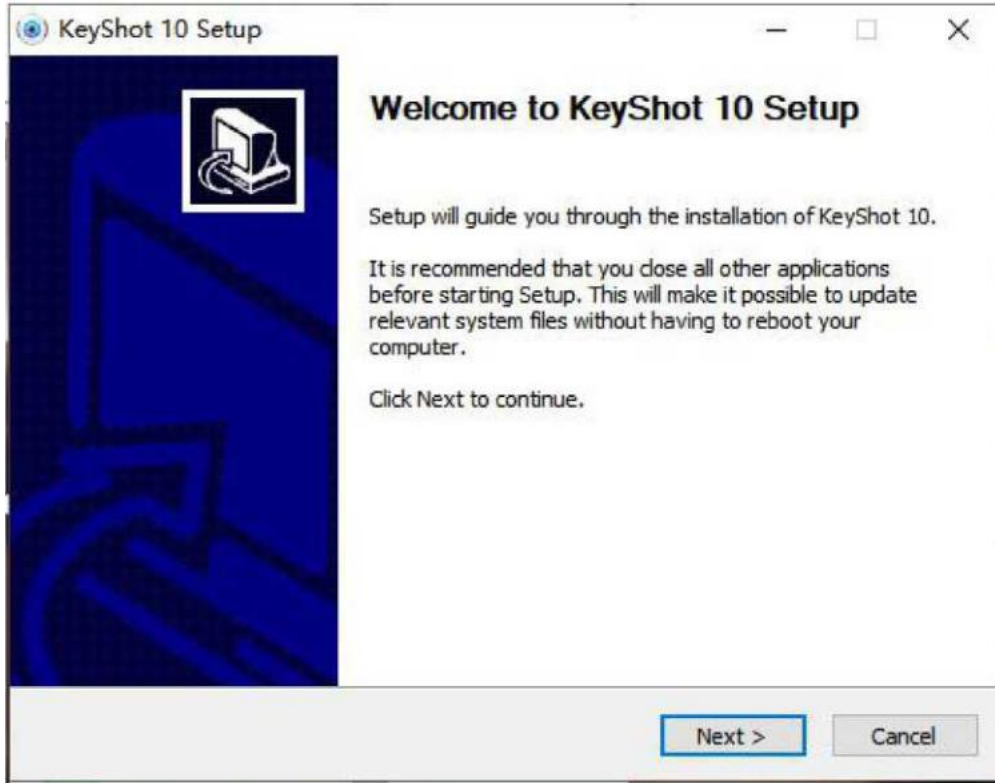 KeyShot 10 Setup
Welcome to KeyShot 10 Setup
Setup will guide you through the installation of KeyShot 10.
It is recommended that you close all other applications
before starting Setup. This will make it possible to update
relevant system files without having to reboot your
computer.
Click Next to continue.
Next >
Cancel